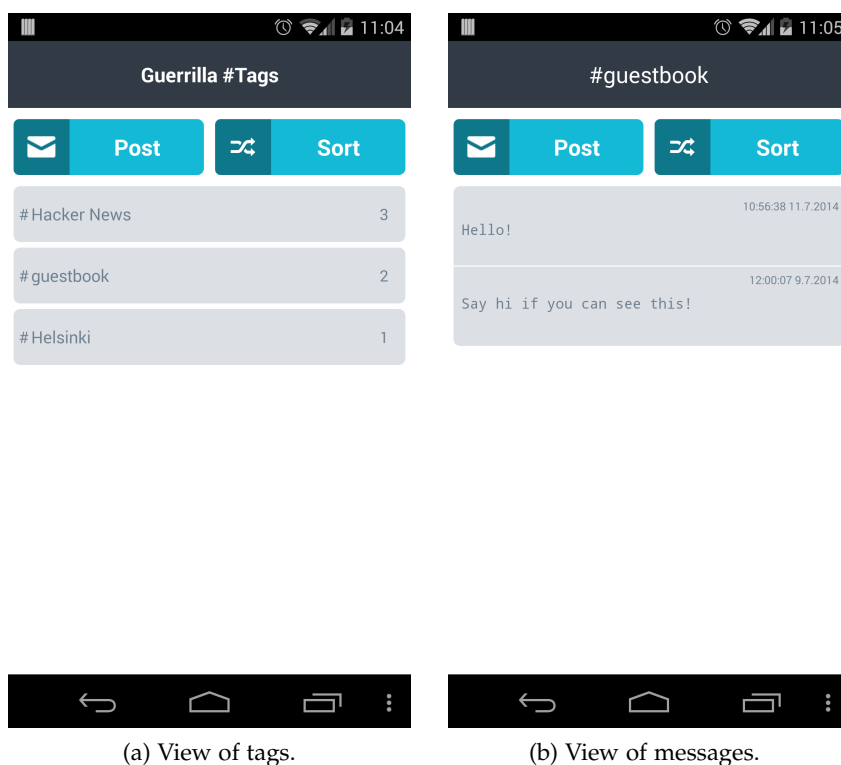 11:04
Guerrilla #Tags
Post Sort
#Hacker News 3
#guestbook 2
#Helsinki 1
(a) View of tags.
11:05
#guestbook
Post Sort
10:56:38 11.7.2014
Hello!
12:00:07 9.7.2014
Say hi if you can see this!
(b) View of messages.